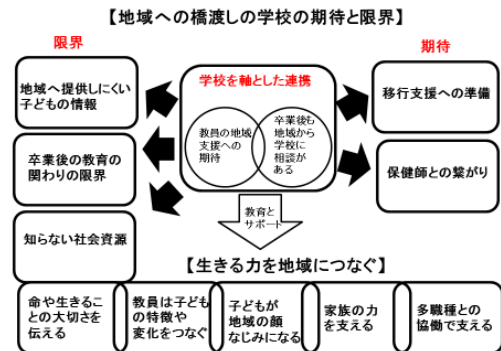 【地域への橋渡しの学校の期待と限界】
限界
期待
地域へ提供しにくい
子どもの情報
卒業後の教育の
関わりの限界
知らない社会資源
学校を軸とした連携
教員の地域
支援への
期待
卒業後も
地域から
学校に
相談が
ある
移行支援への準備
保健師との繋がり
教育と
サポート
【生きる力を地域につなぐ】
命や生きるこ
との大切さを
伝える
教員は子ども
の特徴や
変化をつなぐ
子どもが
地域の顔
なじみになる
家族の力
を支える
多職種との
協働で支える